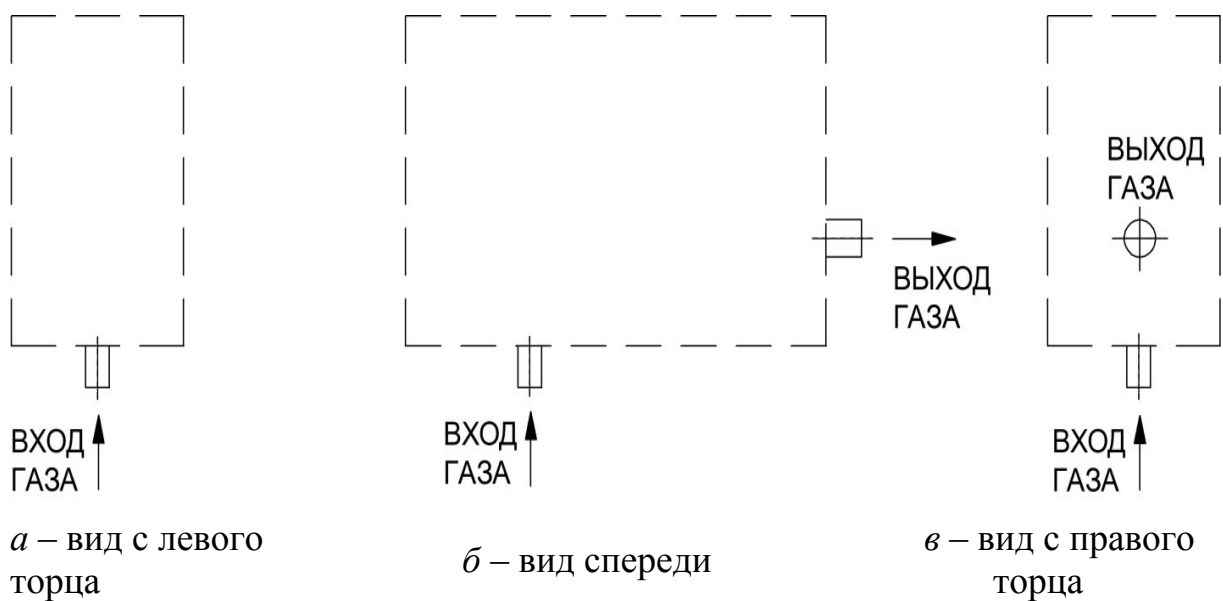 ВЫХОД
ГАЗА
ВЫХОД
ГАЗА
ВХОД
ГАЗА
ВХОД
ГАЗА
ВХОД
ГАЗА
а – вид с левого
торца
б – вид спереди
в – вид с правого
торца